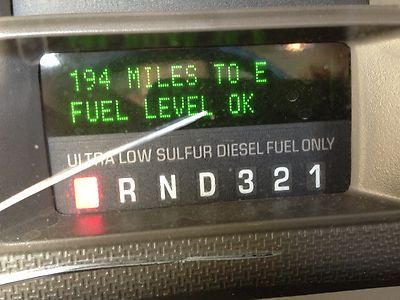 194 MILES TO E
FUEL LEVEL OK
ULTRA LOW SULFUR DIESEL FUEL ONLY
R N D 3 2 1